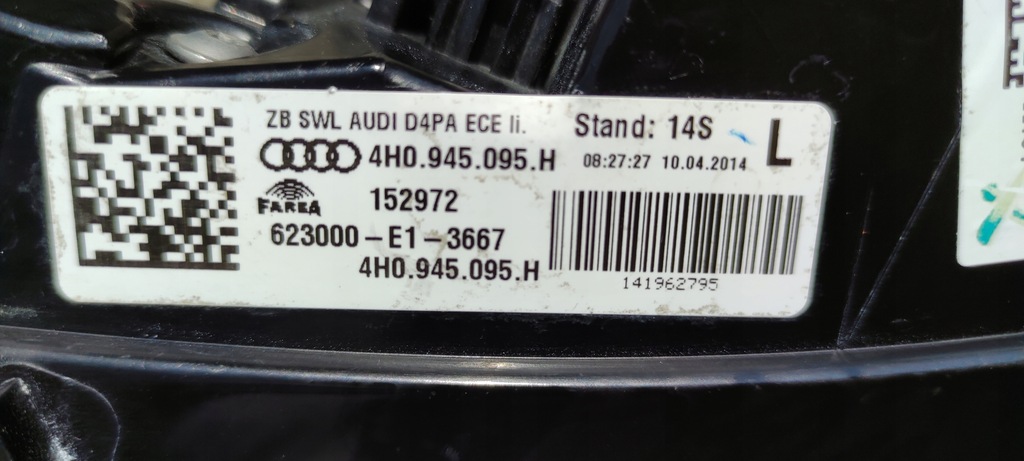 ZB SWL AUDI D4PA ECE li.
Stand: 14S
L
4H0.945.095.H
08:27:27 10.04.2014
FARBA
152972
623000-E1-3667
4H0.945.095.H
141962795